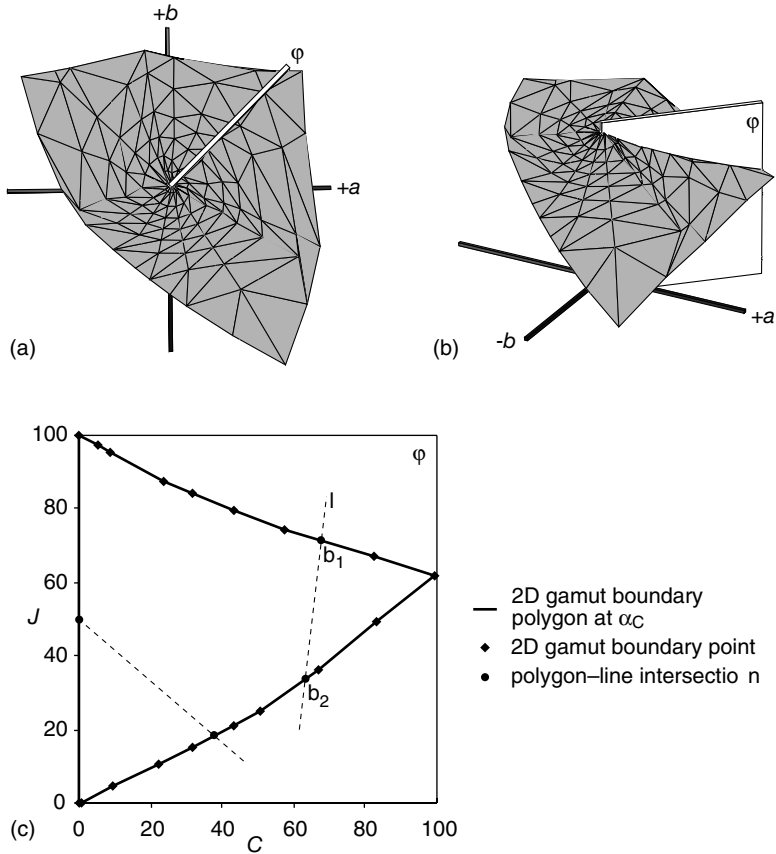 +b
φ
+a
(a)
φ
+a
-b
(b)
100
80
60
40
20
0
J
φ
l
b1
b2
0
20
40
60
80
100
C
(c)
2D gamut boundary
polygon at αC
2D gamut boundary point
polygon–line intersectio n